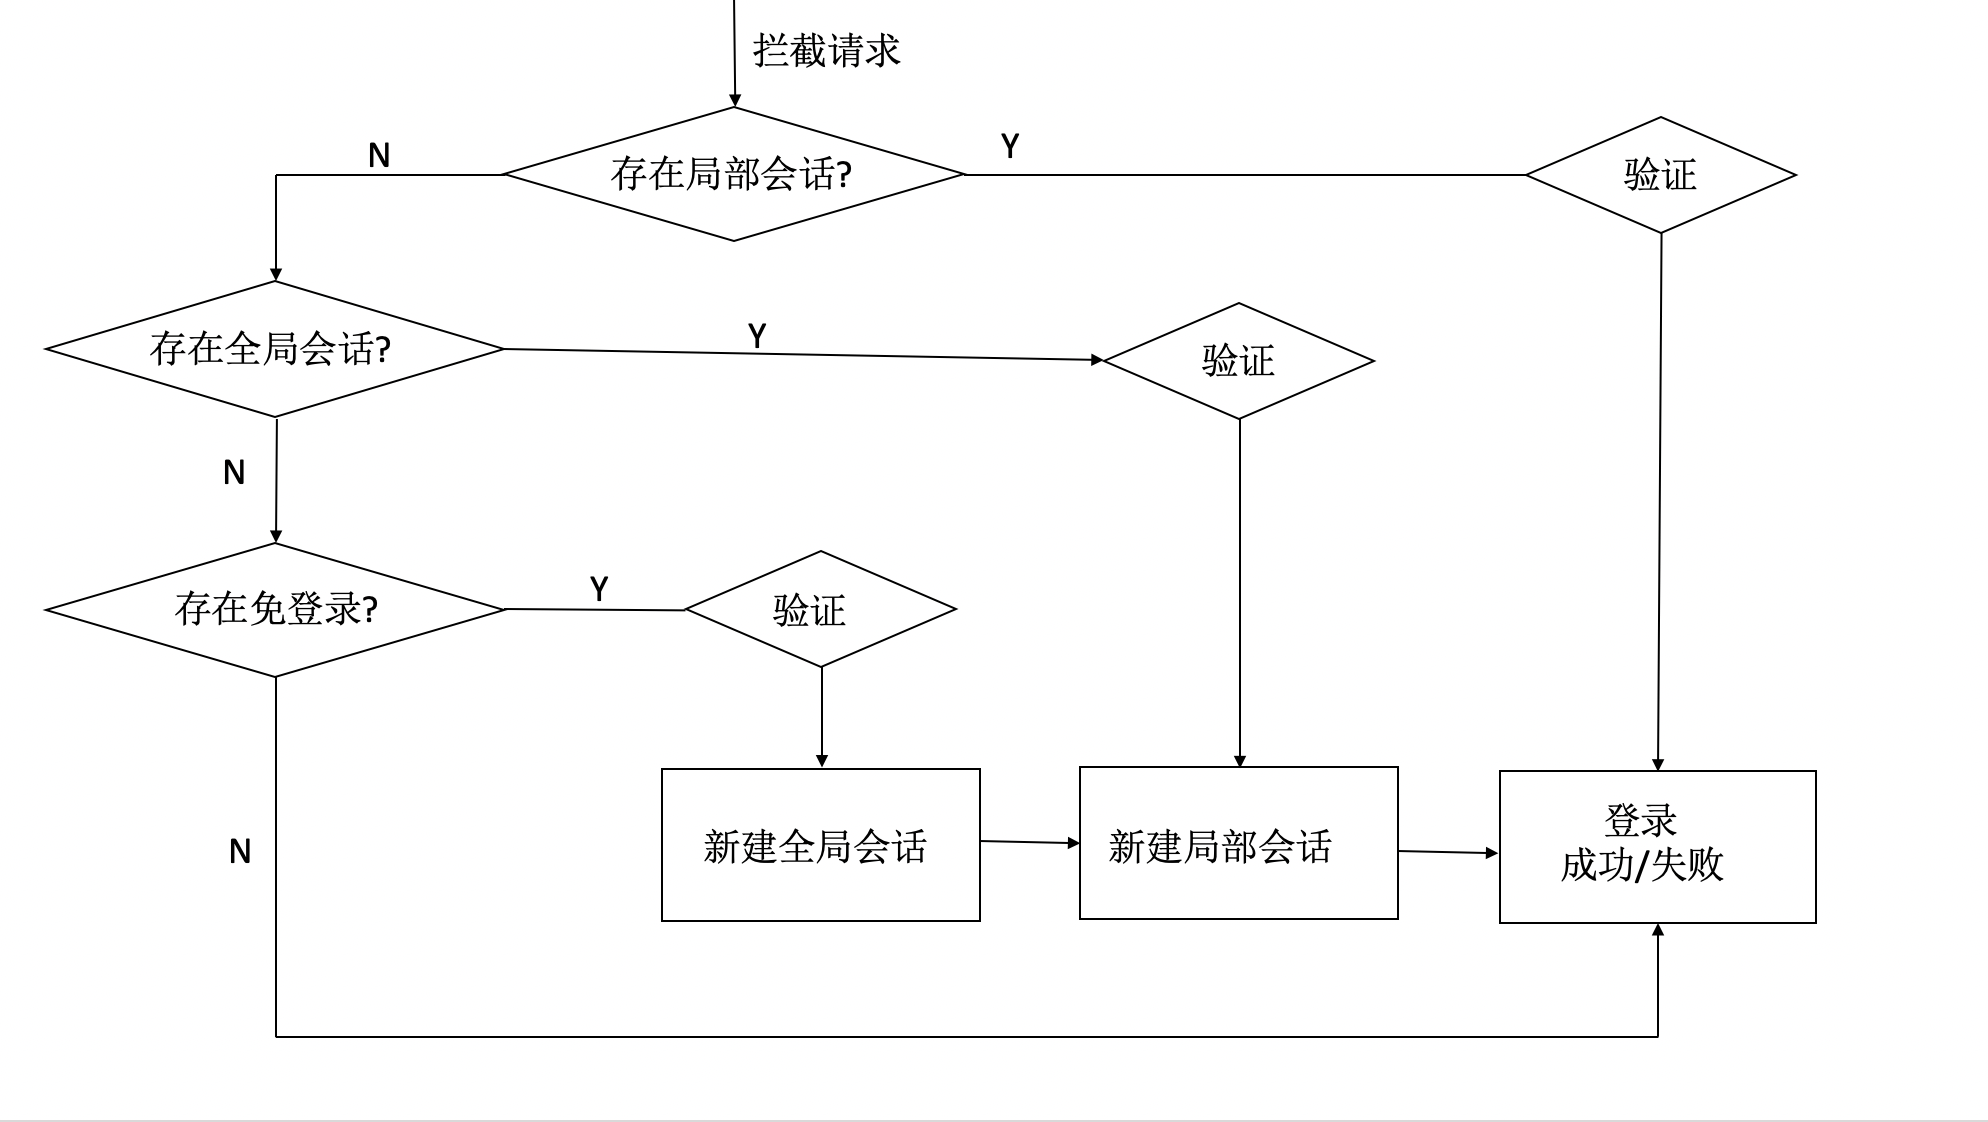 拦截请求
N
存在局部会话?
Y
验证
存在全局会话?
Y
验证
N
存在免登录?
Y
验证
N
新建全局会话
新建局部会话
登录
成功/失败